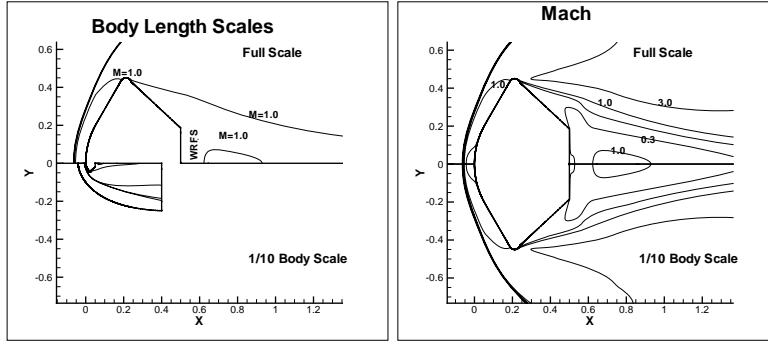 Body Length Scales
Full Scale
M=1.0
M=1.0
M=1.0
WRFS
1/10 Body Scale
Y
0.6
0.4
0.2
0
-0.2
-0.4
-0.6
0 0.2 0.4 0.6 0.8 1 1.2
X
Mach
Full Scale
1.0
1.0
3.0
0.3
1.0
1/10 Body Scale
Y
0.6
0.4
0.2
0
-0.2
-0.4
-0.6
0 0.2 0.4 0.6 0.8 1 1.2
X